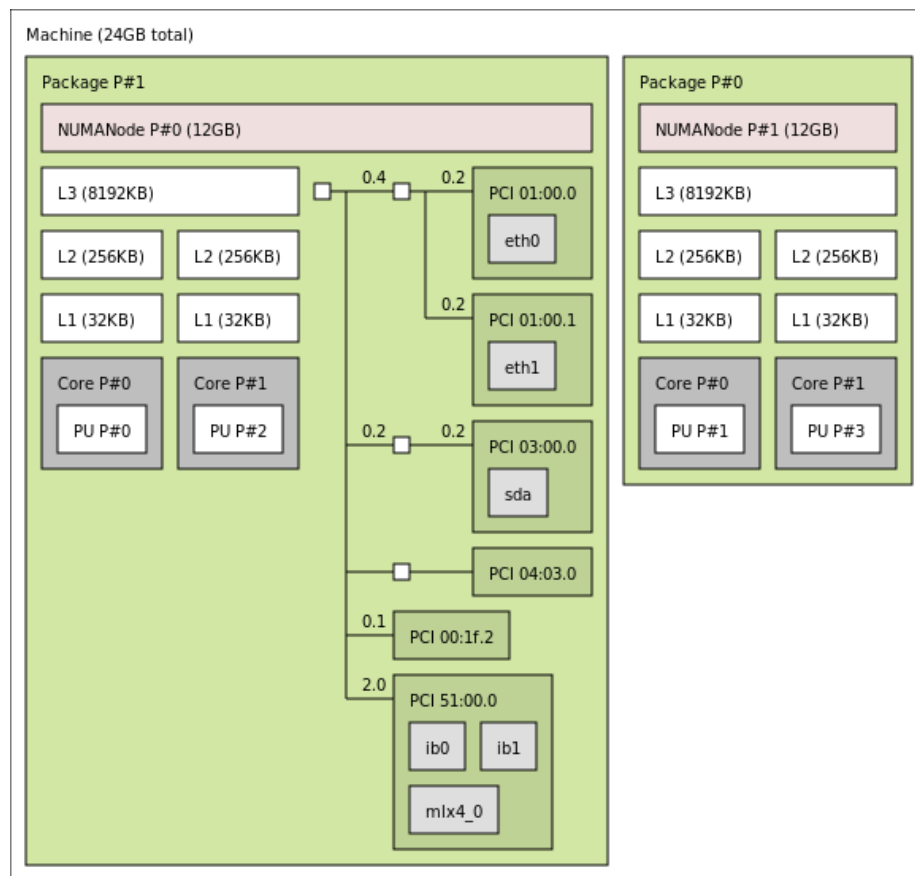 Machine (24GB total)
Package P#1
NUMANode P#0 (12GB)
L3 (8192KB)
L2 (256KB)
L2 (256KB)
L1 (32KB)
L1 (32KB)
Core P#0
PU P#0
Core P#1
PU P#2
0.4
0.2
PCI 01:00.0
eth0
0.2
PCI 01:00.1
eth1
0.2
0.2
PCI 03:00.0
sda
PCI 04:03.0
0.1
PCI 00:1f.2
2.0
PCI 51:00.0
ib0
ib1
mlx4_0
Package P#0
NUMANode P#1 (12GB)
L3 (8192KB)
L2 (256KB)
L2 (256KB)
L1 (32KB)
L1 (32KB)
Core P#0
PU P#1
Core P#1
PU P#3